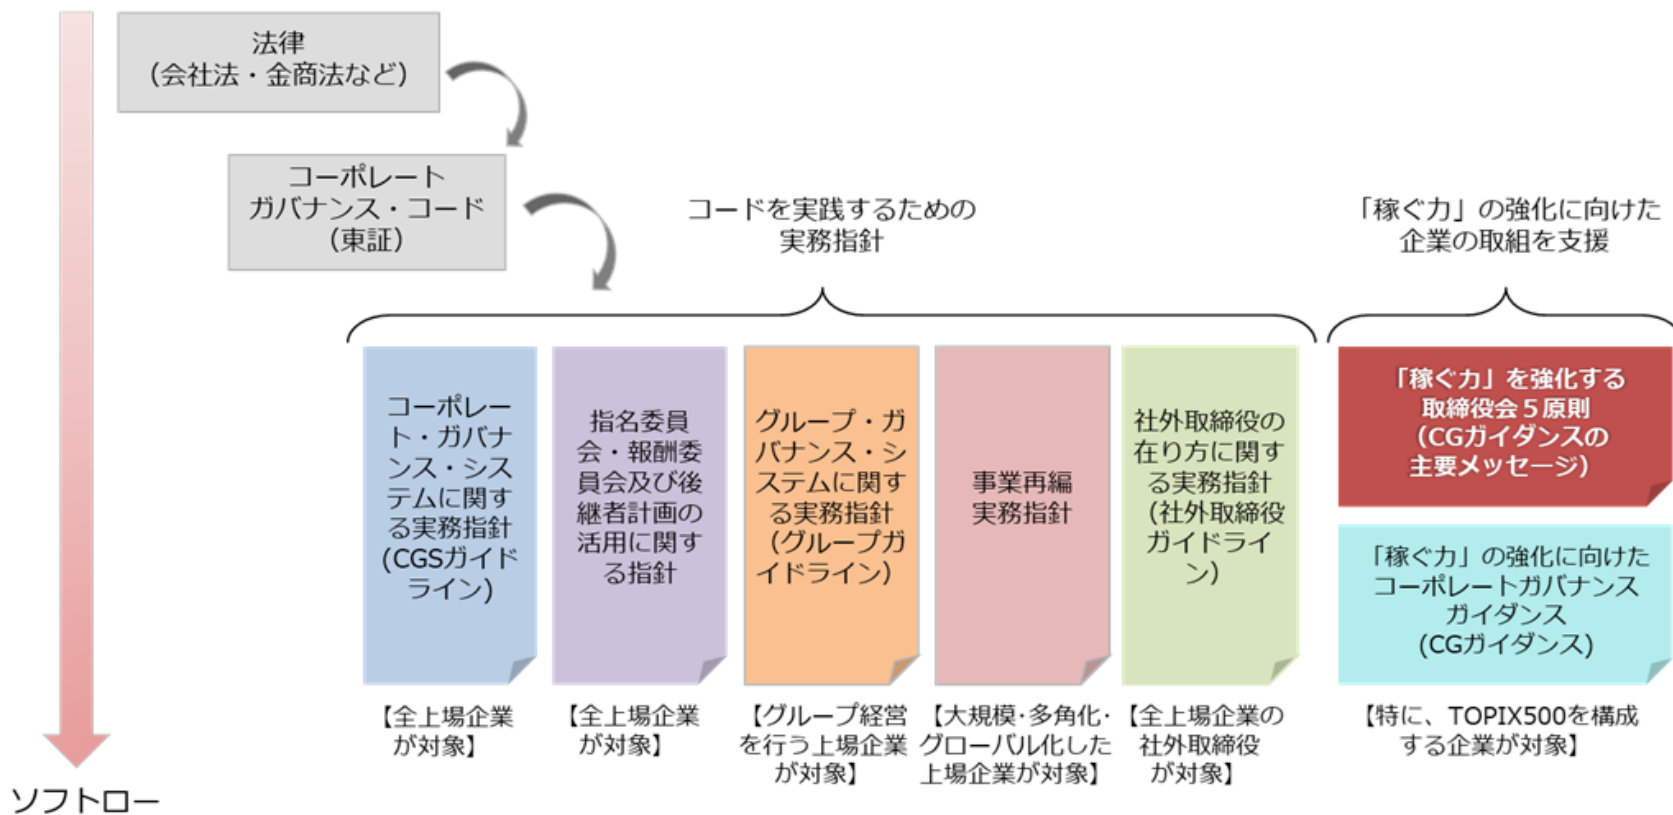 法律
（会社法・金商法など）
コーポレート
ガバナンス・コード
（東証）
コードを実践するための
実務指針
「稼ぐ力」の強化に向けた
企業の取組を支援
コーポレー
ト・ガバナ
ンス・シス
テムに関す
る実務指針
(CGSガイド
ライン)
指名委員
会・報酬委
員会及び後
継者計画の
活用に関す
る指針
グループ・ガ
バナンス・シ
ステムに関す
る実務指針
（グループガ
イドライン）
事業再編
実務指針
社外取締役の
在り方に関す
る実務指針
（社外取締役
ガイドライ
ン）
「稼ぐ力」を強化する
取締役会５原則
（CGガイダンスの
主要メッセージ）
「稼ぐ力」の強化に向けた
コーポレートガバナンス
ガイダンス
(CGガイダンス)
【全上場企業
が対象】
【全上場企業
が対象】
【グループ経営
を行う上場企業
が対象】
【大規模・多角化・
グローバル化した
上場企業が対象】
【全上場企業の
社外取締役
が対象】
【特に、TOPIX500を構成
する企業が対象】
ソフトロー